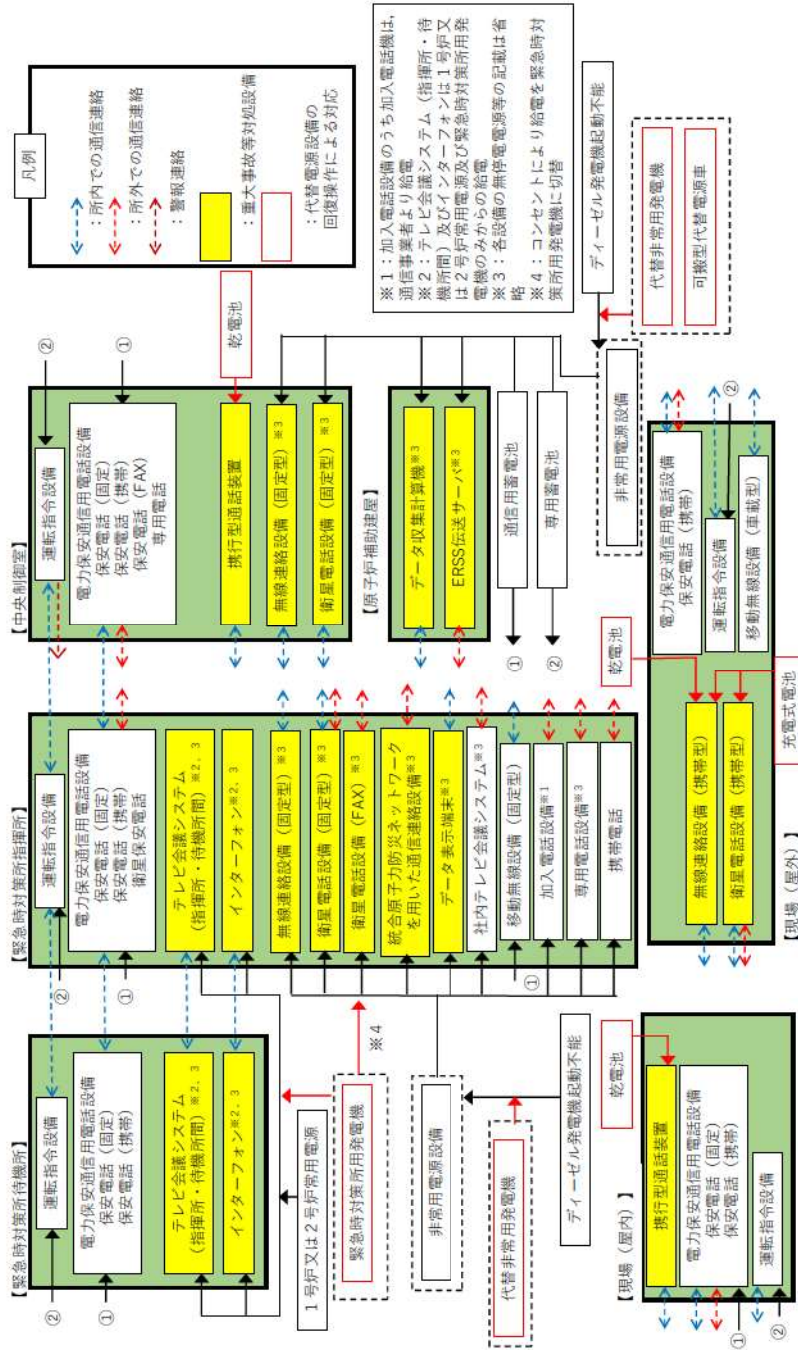 【緊急時対策所待機所】
②
運転指令設備
①
電力保安通信用電話設備
保安電話（固定）
保安電話（携帯）
テレビ会議システム
（指揮所・待機所間）※2、3
インターフォン※2、3
1号炉又は2号炉常用電源
緊急時対策所用発電機
※4
非常用電源設備
代替非常用発電機
ディーゼル発電機起動不能
【現場（屋内）】
乾電池
携行型通話装置
電力保安通信用電話設備
保安電話（固定）
保安電話（携帯）
運転指令設備
①
②
【緊急時対策所指揮所】
運転指令設備
②
電力保安通信用電話設備
保安電話（固定）
保安電話（携帯）
衛星保安電話
①
テレビ会議システム
（指揮所・待機所間）※2、3
インターフォン※2、3
無線連絡設備（固定型）※3
衛星電話設備（固定型）※3
衛星電話設備（FAX）※3
統合原子力防災ネットワーク
を用いた通信連絡設備※3
データ表示端末※3
社内テレビ会議システム※3
移動無線設備（固定型）
①
加入電話設備※1
専用電話設備※3
携帯電話
【中央制御室】
運転指令設備
②
電力保安通信用電話設備
保安電話（固定）
保安電話（携帯）
保安電話（FAX）
専用電話
①
携行型通話装置
乾電池
無線連絡設備（固定型）※3
衛星電話設備（固定型）※3
【原子炉補助建屋】
データ収集計算機※3
ERSS伝送サーバ※3
通信用蓄電池
①
専用蓄電池
②
非常用電源設備
ディーゼル発電機起動不能
代替非常用発電機
可搬型代替電源車
【現場（屋外）】
無線連絡設備（携帯型）
衛星電話設備（携帯型）
乾電池
充電式電池
電力保安通信用電話設備
保安電話（携帯）
運転指令設備
②
移動無線設備（車載型）
凡例
：所内での通信連絡
：所外での通信連絡
：警報連絡
：重大事故等対処設備
：代替電源設備の
回復操作による対応
※1：加入電話設備のうち加入電話機は，
通信事業者より給電
※2：テレビ会議システム（指揮所・待
機所間）及びインターフォンは1号炉又
は2号炉常用電源及び緊急時対策所用発
電機のみからの給電
※3：各設備の無停電電源等の記載は省
略
※4：コンセントにより給電を緊急時対
策所用発電機に切替